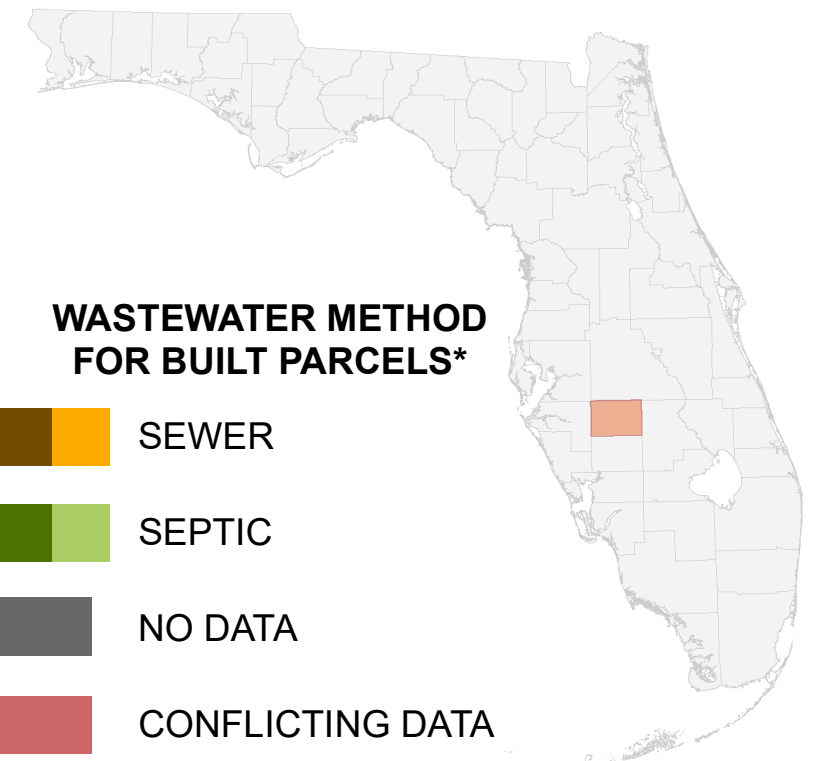 WASTEWATER METHOD
FOR BUILT PARCELS*
SEWER
SEPTIC
NO DATA
CONFLICTING DATA